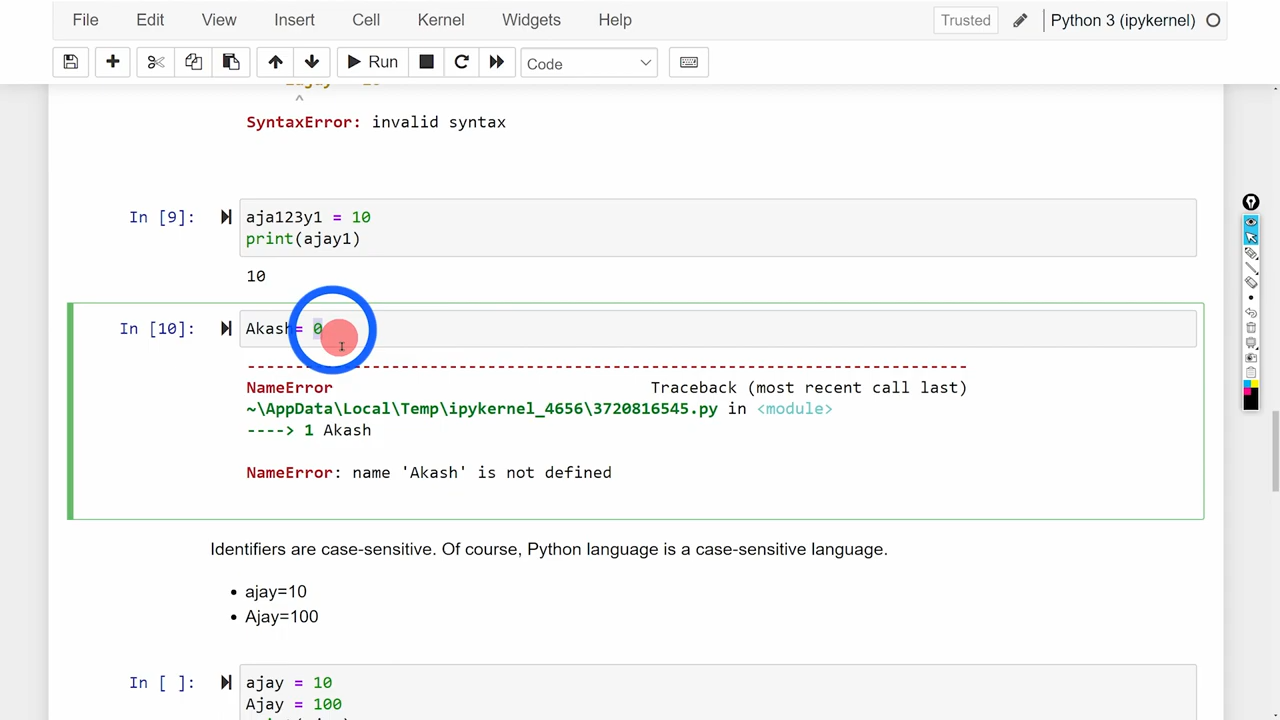 File Edit View Insert Cell Kernel Widgets Help Trusted Python 3 (ipykernel)
Run Code
^
SyntaxError: invalid syntax
In [9]: aja123y1 = 10
print(ajay1)
10
In [10]: Akash= 0
NameError Traceback (most recent call last)
~\AppData\Local\Temp\ipykernel_4656\3720816545.py in <module>
----> 1 Akash
NameError: name 'Akash' is not defined
Identifiers are case-sensitive. Of course, Python language is a case-sensitive language.
• ajay=10
• Ajay=100
In [ ]: ajay = 10
Ajay = 100